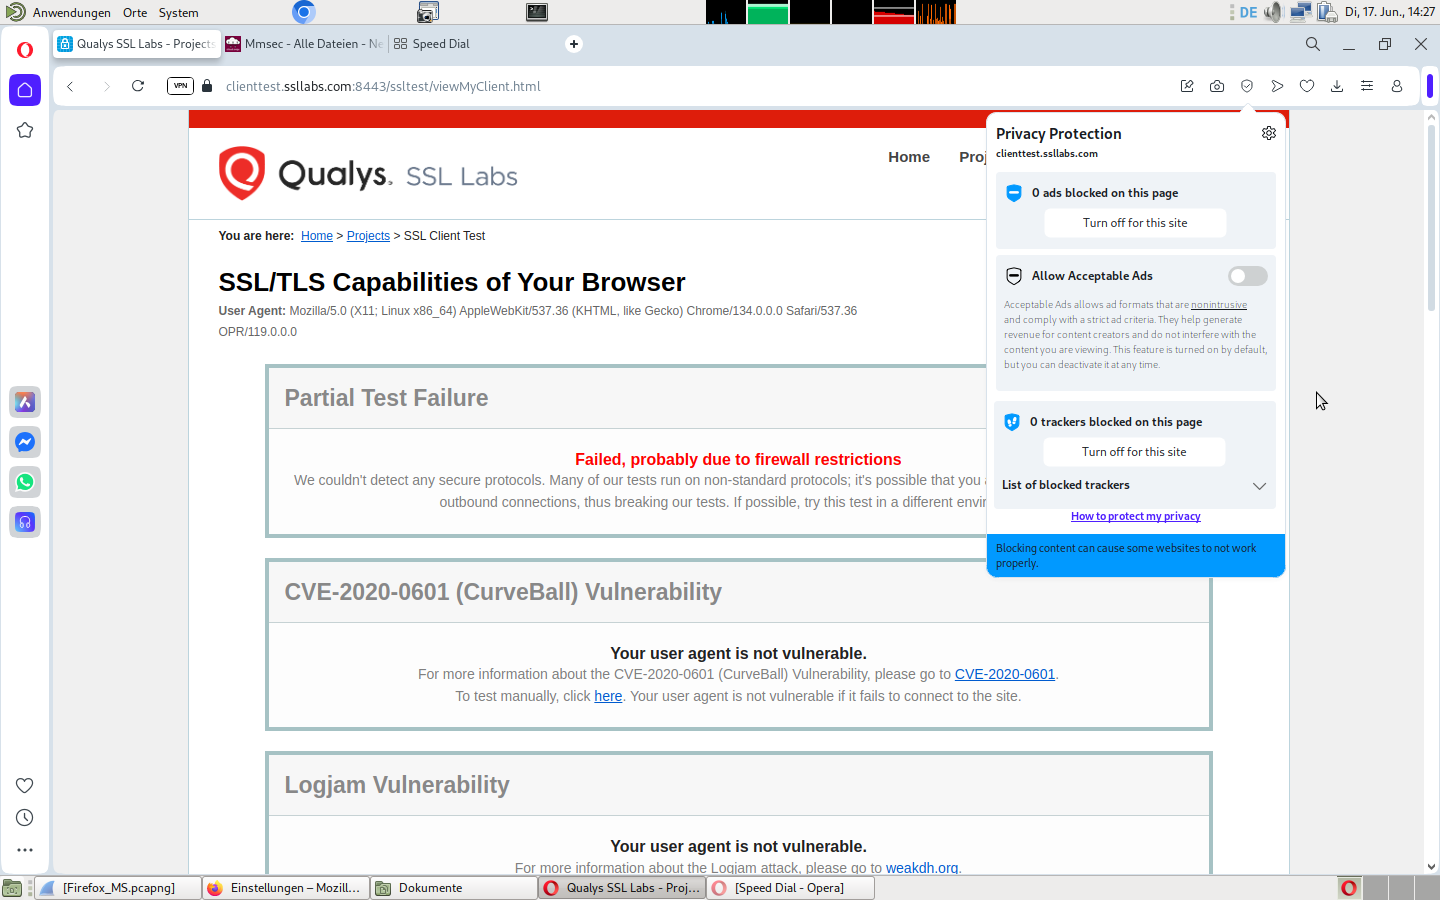 Anwendungen Orte System
DE Di, 17. Jun., 14:27
Qualys SSL Labs - Projects
Mmsec - Alle Dateien - Ne
Speed Dial
VPN
clienttest.ssllabs.com:8443/ssltest/viewMyClient.html
Qualys. SSL Labs
Home Proj
You are here: Home > Projects > SSL Client Test
SSL/TLS Capabilities of Your Browser
User Agent: Mozilla/5.0 (X11; Linux x86_64) AppleWebKit/537.36 (KHTML, like Gecko) Chrome/134.0.0.0 Safari/537.36
OPR/119.0.0.0
Partial Test Failure
Failed, probably due to firewall restrictions
We couldn't detect any secure protocols. Many of our tests run on non-standard protocols; it's possible that you a
outbound connections, thus breaking our tests. If possible, try this test in a different envir
CVE-2020-0601 (CurveBall) Vulnerability
Your user agent is not vulnerable.
For more information about the CVE-2020-0601 (CurveBall) Vulnerability, please go to CVE-2020-0601.
To test manually, click here. Your user agent is not vulnerable if it fails to connect to the site.
Logjam Vulnerability
Your user agent is not vulnerable.
For more information about the Logjam attack, please go to weakdh.org.
Privacy Protection
clienttest.ssllabs.com
0 ads blocked on this page
Turn off for this site
Allow Acceptable Ads
Acceptable Ads allows ad formats that are nonintrusive
and comply with a strict ad criteria. They help generate
revenue for content creators and do not interfere with the
content you are viewing. This feature is turned on by default,
but you can deactivate it at any time.
0 trackers blocked on this page
Turn off for this site
List of blocked trackers
How to protect my privacy
Blocking content can cause some websites to not work
properly.
[Firefox_MS.pcapng]
Einstellungen – Mozill...
Dokumente
Qualys SSL Labs - Proj...
[Speed Dial - Opera]